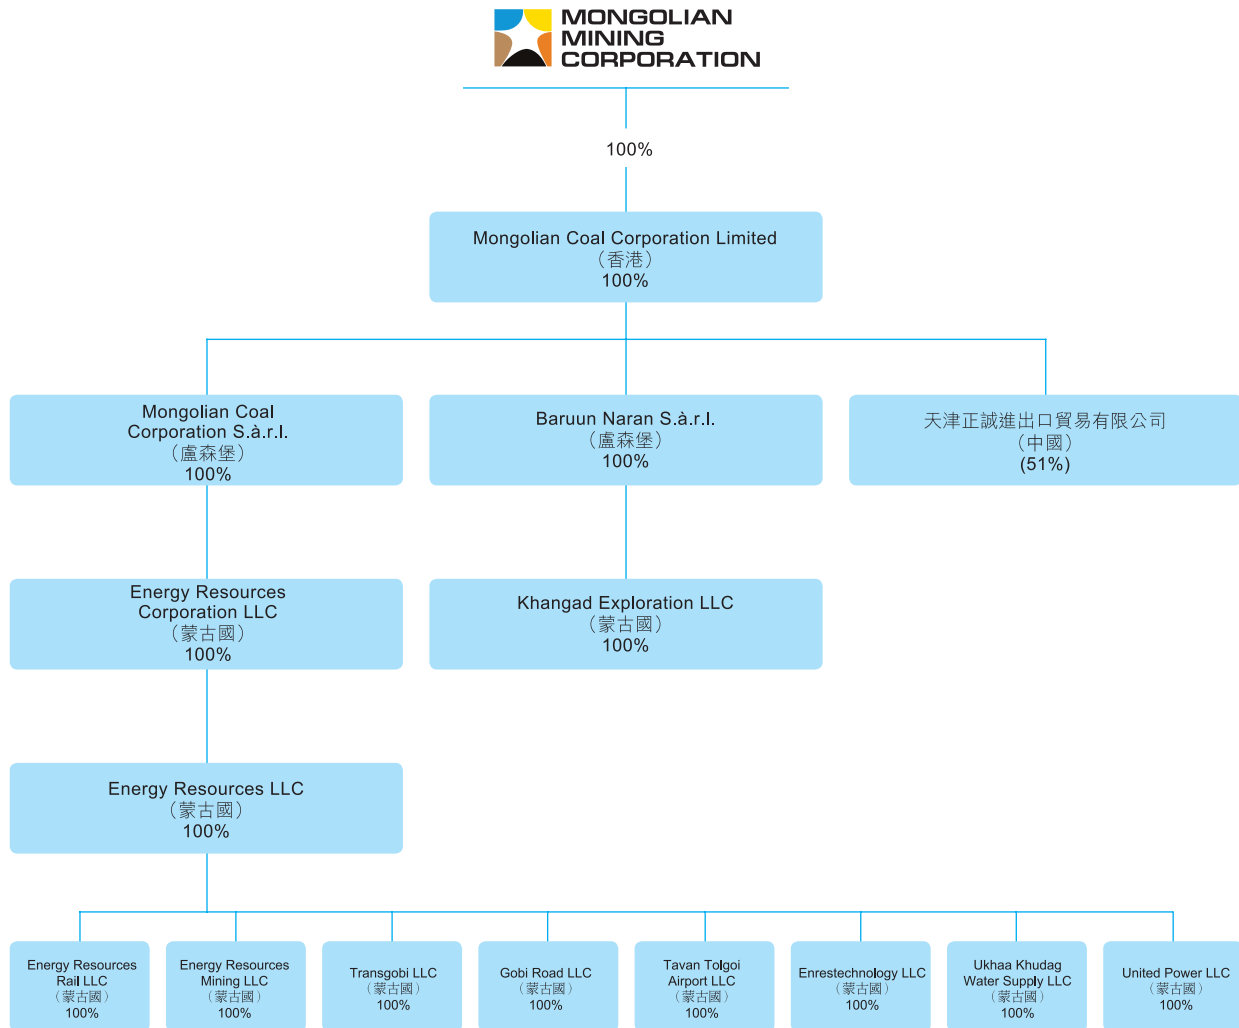 MONGOLIAN
MINING
CORPORATION
100%
Mongolian Coal Corporation Limited
（香港）
100%
Mongolian Coal
Corporation S.à.r.l.
（盧森堡）
100%
Baruun Naran S.à.r.l.
（盧森堡）
100%
天津正誠進出口貿易有限公司
（中國）
(51%)
Energy Resources
Corporation LLC
（蒙古國）
100%
Khangad Exploration LLC
（蒙古國）
100%
Energy Resources LLC
（蒙古國）
100%
Energy Resources
Rail LLC
（蒙古國）
100%
Energy Resources
Mining LLC
（蒙古國）
100%
Transgobi LLC
（蒙古國）
100%
Gobi Road LLC
（蒙古國）
100%
Tavan Tolgoi
Airport LLC
（蒙古國）
100%
Enrestechnology LLC
（蒙古國）
100%
Ukhaa Khudag
Water Supply LLC
（蒙古國）
100%
United Power LLC
（蒙古國）
100%